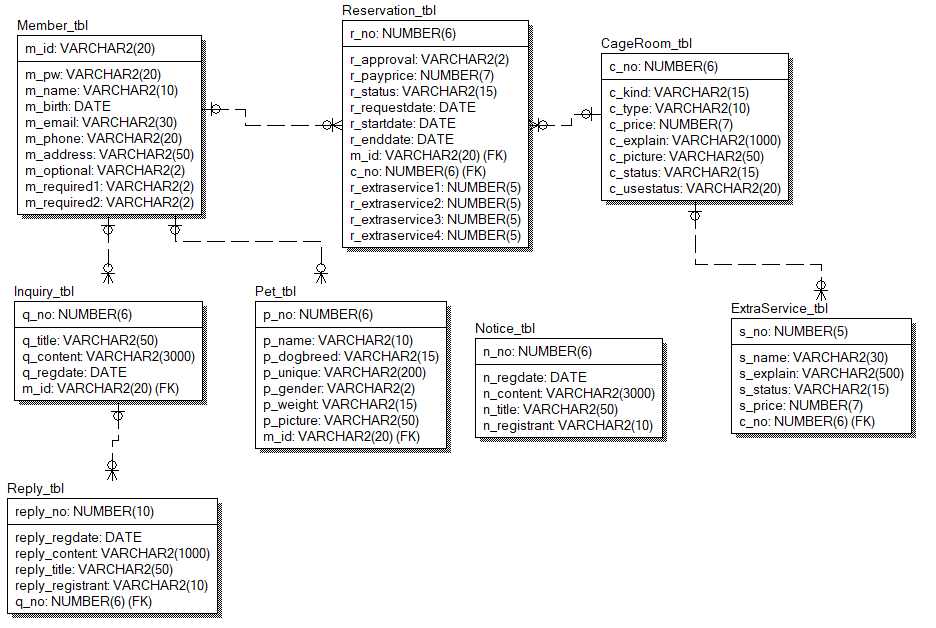 Member_tbl
m_id: VARCHAR2(20)
m_pw: VARCHAR2(20)
m_name: VARCHAR2(10)
m_birth: DATE
m_email: VARCHAR2(30)
m_phone: VARCHAR2(20)
m_address: VARCHAR2(50)
m_optional: VARCHAR2(2)
m_required1: VARCHAR2(2)
m_required2: VARCHAR2(2)
Reservation_tbl
r_no: NUMBER(6)
r_approval: VARCHAR2(2)
r_payprice: NUMBER(7)
r_status: VARCHAR2(15)
r_requestdate: DATE
r_startdate: DATE
r_enddate: DATE
m_id: VARCHAR2(20) (FK)
c_no: NUMBER(6) (FK)
r_extraservice1: NUMBER(5)
r_extraservice2: NUMBER(5)
r_extraservice3: NUMBER(5)
r_extraservice4: NUMBER(5)
CageRoom_tbl
c_no: NUMBER(6)
c_kind: VARCHAR2(15)
c_type: VARCHAR2(10)
c_price: NUMBER(7)
c_explain: VARCHAR2(1000)
c_picture: VARCHAR2(50)
c_status: VARCHAR2(15)
c_usestatus: VARCHAR2(20)
Inquiry_tbl
q_no: NUMBER(6)
q_title: VARCHAR2(50)
q_content: VARCHAR2(3000)
q_regdate: DATE
m_id: VARCHAR2(20) (FK)
Pet_tbl
p_no: NUMBER(6)
p_name: VARCHAR2(10)
p_dogbreed: VARCHAR2(15)
p_unique: VARCHAR2(200)
p_gender: VARCHAR2(2)
p_weight: VARCHAR2(15)
p_picture: VARCHAR2(50)
m_id: VARCHAR2(20) (FK)
Notice_tbl
n_no: NUMBER(6)
n_regdate: DATE
n_content: VARCHAR2(3000)
n_title: VARCHAR2(50)
n_registrant: VARCHAR2(10)
ExtraService_tbl
s_no: NUMBER(5)
s_name: VARCHAR2(30)
s_explain: VARCHAR2(500)
s_status: VARCHAR2(15)
s_price: NUMBER(7)
c_no: NUMBER(6) (FK)
Reply_tbl
reply_no: NUMBER(10)
reply_regdate: DATE
reply_content: VARCHAR2(1000)
reply_title: VARCHAR2(50)
reply_registrant: VARCHAR2(10)
q_no: NUMBER(6) (FK)